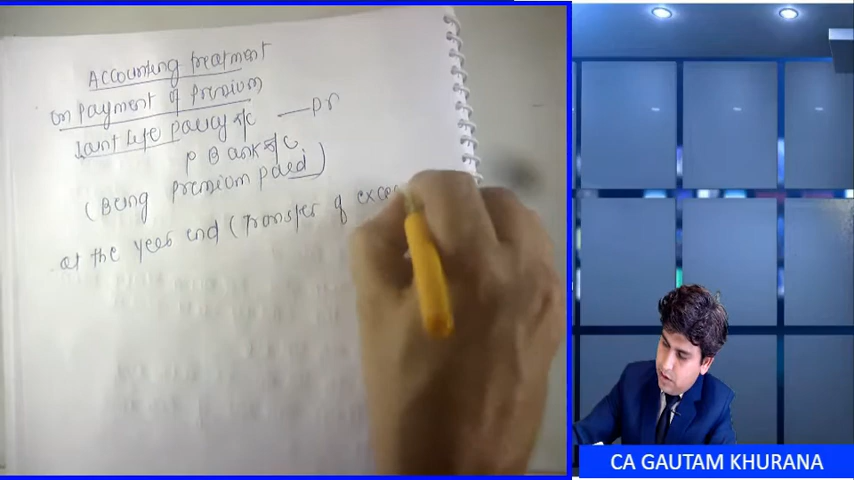 Accounting treatment
on payment of Premium
Joint Life Policy A/c — Dr
P Bank A/c
(Being Premium paid)
at the year end (Transfer of exce
CA GAUTAM KHURANA